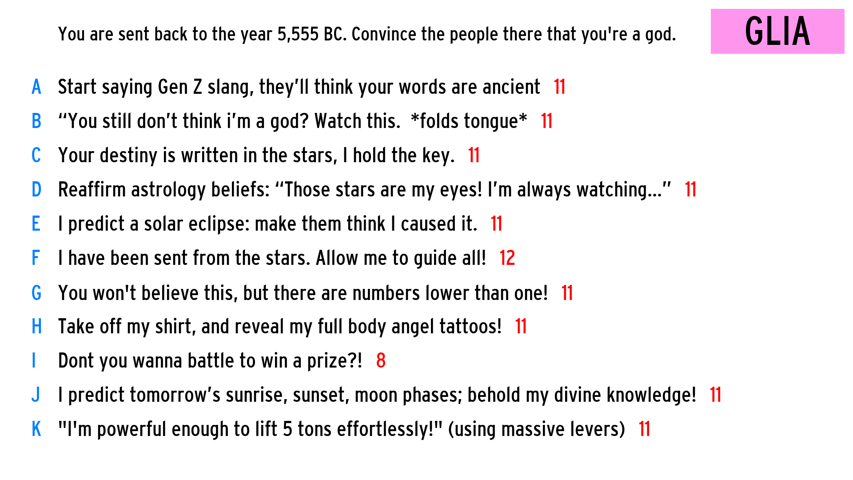 You are sent back to the year 5,555 BC. Convince the people there that you're a god.
GLIA
A Start saying Gen Z slang, they’ll think your words are ancient 11
B “You still don’t think i’m a god? Watch this. *folds tongue* 11
C Your destiny is written in the stars, I hold the key. 11
D Reaffirm astrology beliefs: “Those stars are my eyes! I’m always watching...” 11
E I predict a solar eclipse: make them think I caused it. 11
F I have been sent from the stars. Allow me to guide all! 12
G You won't believe this, but there are numbers lower than one! 11
H Take off my shirt, and reveal my full body angel tattoos! 11
I Dont you wanna battle to win a prize?! 8
J I predict tomorrow’s sunrise, sunset, moon phases; behold my divine knowledge! 11
K "I'm powerful enough to lift 5 tons effortlessly!" (using massive levers) 11